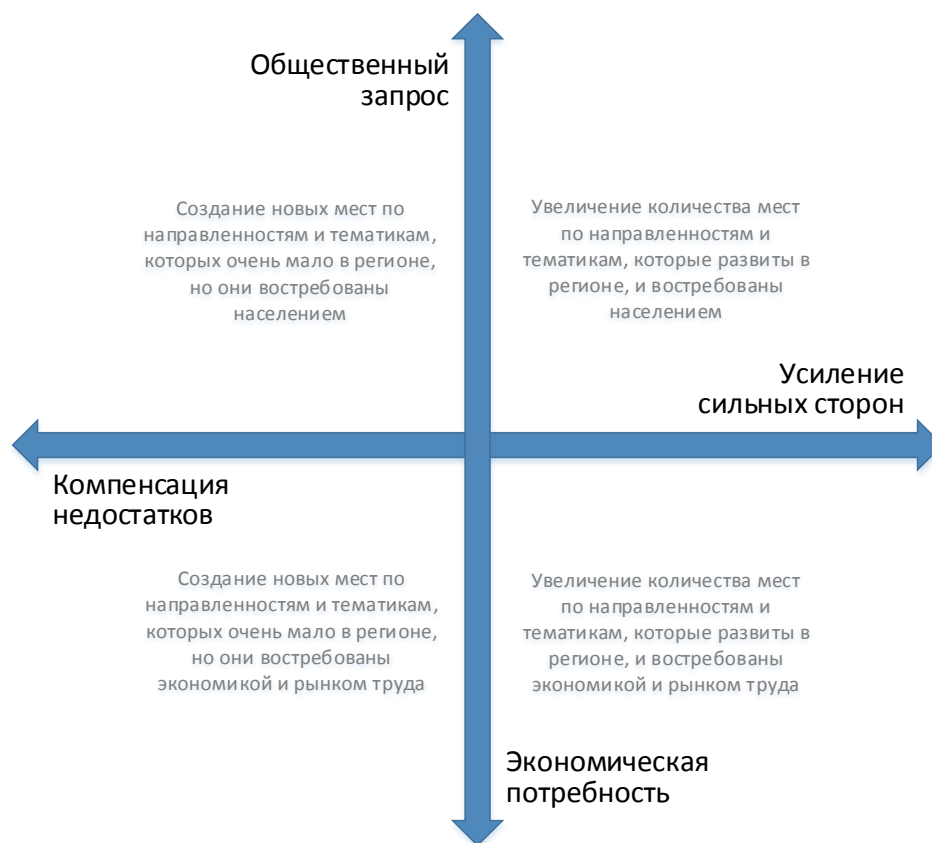 Общественный
запрос
Создание новых мест по
направленностям и тематикам,
которых очень мало в регионе,
но они востребованы
населением
Увеличение количества мест
по направленностям и
тематикам, которые развиты в
регионе, и востребованы
населением
Усиление
сильных сторон
Компенсация
недостатков
Создание новых мест по
направленностям и тематикам,
которых очень мало в регионе,
но они востребованы
экономикой и рынком труда
Увеличение количества мест
по направленностям и
тематикам, которые развиты в
регионе, и востребованы
экономикой и рынком труда
Экономическая
потребность